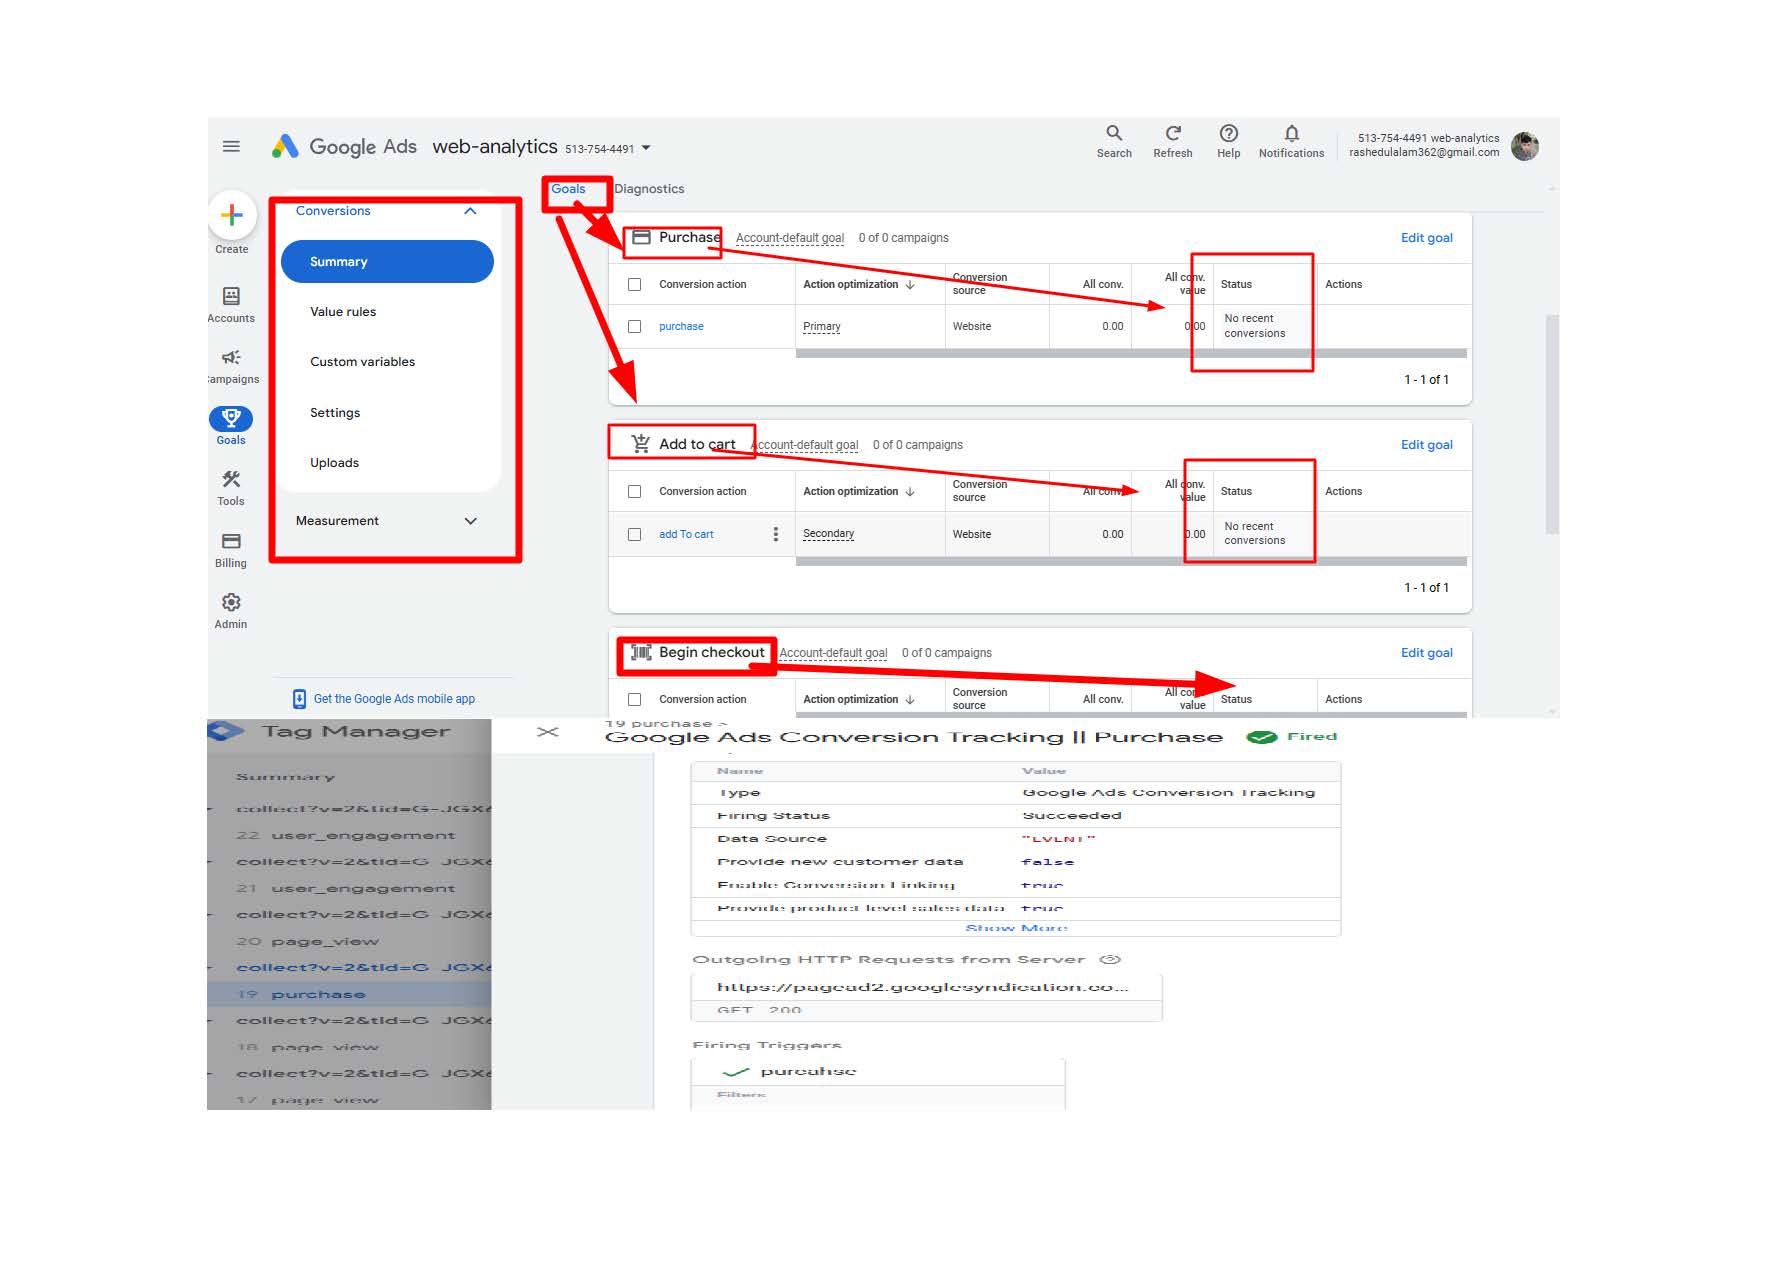 Google Ads web-analytics 513-754-4491
Search Refresh Help Notifications
513-754-4491 web-analytics
rashedulalam362@gmail.com
Create
Accounts
ampaigns
Goals
Tools
Billing
Admin
Conversions
Summary
Value rules
Custom variables
Settings
Uploads
Measurement
Get the Google Ads mobile app
Goals Diagnostics
Purchase Account-default goal 0 of 0 campaigns Edit goal
Conversion action Action optimization Conversion source All conv. All conv. value Status Actions
purchase Primary Website 0.00 0.00 No recent conversions
1 - 1 of 1
Add to cart Account-default goal 0 of 0 campaigns Edit goal
Conversion action Action optimization Conversion source All conv. All conv. value Status Actions
add To cart Secondary Website 0.00 0.00 No recent conversions
1 - 1 of 1
Begin checkout Account-default goal 0 of 0 campaigns Edit goal
Conversion action Action optimization Conversion source All conv. All conv. value Status Actions
Tag Manager
Summary
collect?v=2&tid=G-JGX
22 user_engagement
collect?v=2&tid=G JGX
21 user_engagement
collect?v=2&tid=G JGX
20 page_view
collect?v=2&tid=G JGX
19 purchase
collect?v=2&tid=G JGX
18 page_view
collect?v=2&tid=G JGX
17 page_view
19 purchase >
Google Ads Conversion Tracking || Purchase Fired
Name Value
Type Google Ads Conversion Tracking
Firing Status Succeeded
Data Source "EVENT"
Provide new customer data false
Enable Conversion Linking true
Provide product-level sales data true
Show More
Outgoing HTTP Requests from Server
https://pagead2.googlesyndication.co...
GET 200
Firing Triggers
purcahse
Filters